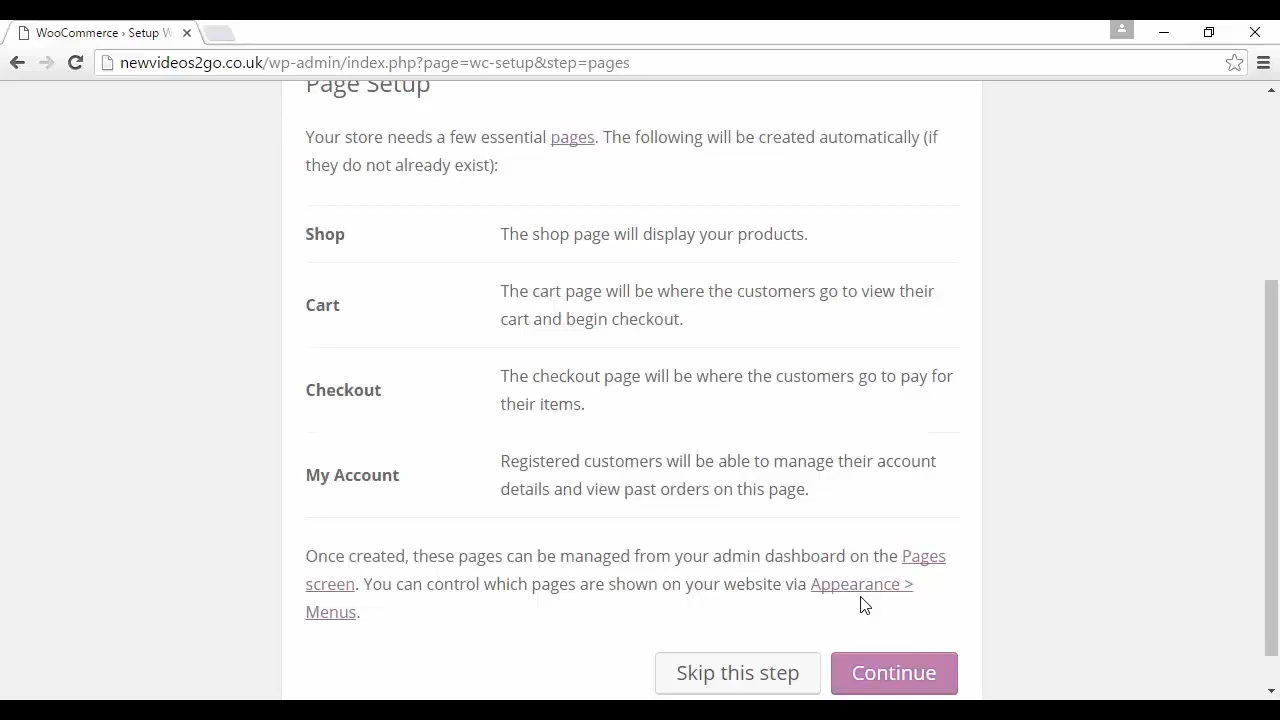 WooCommerce › Setup W
newvideos2go.co.uk/wp-admin/index.php?page=wc-setup&step=pages
Page Setup
Your store needs a few essential pages. The following will be created automatically (if
they do not already exist):
Shop
The shop page will display your products.
Cart
The cart page will be where the customers go to view their
cart and begin checkout.
Checkout
The checkout page will be where the customers go to pay for
their items.
My Account
Registered customers will be able to manage their account
details and view past orders on this page.
Once created, these pages can be managed from your admin dashboard on the Pages
screen. You can control which pages are shown on your website via Appearance >
Menus.
Skip this step
Continue